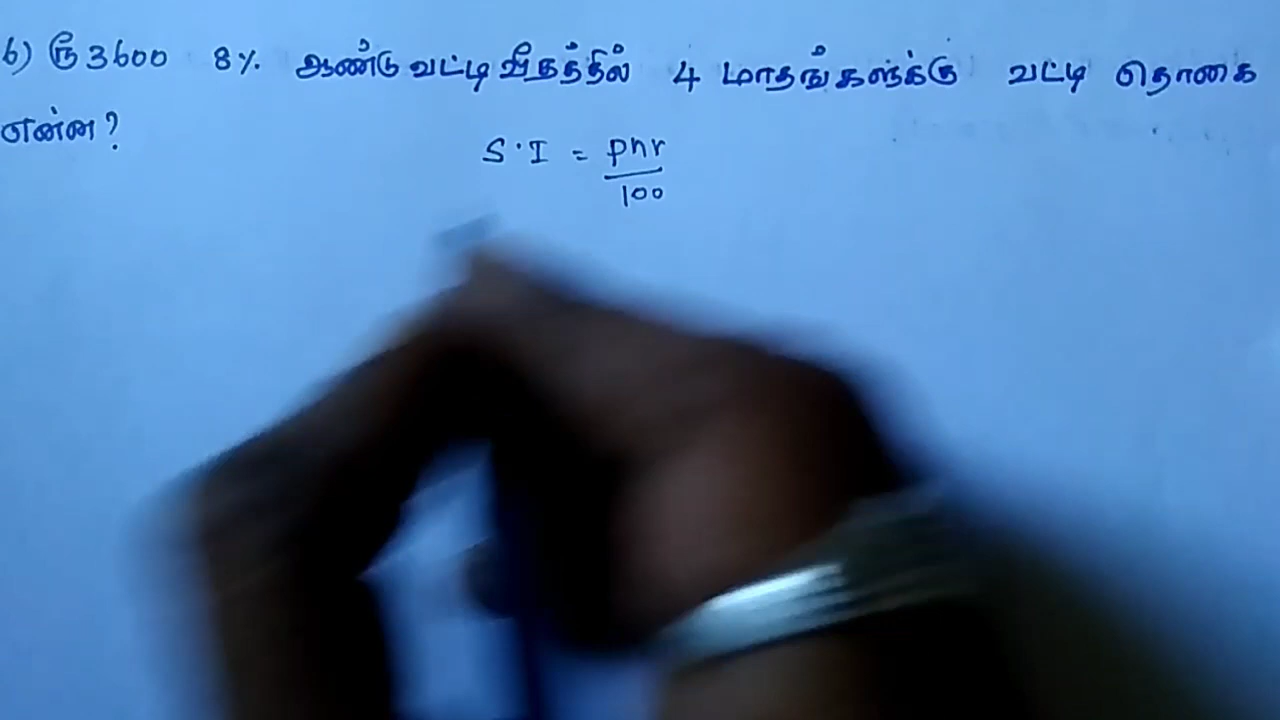 6) ரூ 3600 8% ஆண்டு வட்டி வீதத்தில் 4 மாதங்களுக்கு வட்டி தொகை
என்ன?
S.I = pnr
100